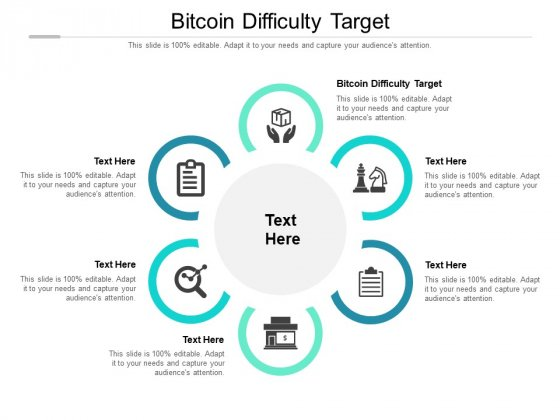 Bitcoin Difficulty Target
This slide is 100% editable. Adapt it to your needs and capture your audience's attention.
Bitcoin Difficulty Target
This slide is 100% editable. Adapt
it to your needs and capture your
audience's attention.
Text Here
This slide is 100% editable. Adapt
it to your needs and capture your
audience's attention.
Text Here
This slide is 100% editable. Adapt
it to your needs and capture your
audience's attention.
Text
Here
Text Here
This slide is 100% editable. Adapt
it to your needs and capture your
audience's attention.
Text Here
This slide is 100% editable. Adapt
it to your needs and capture your
audience's attention.
$
Text Here
This slide is 100% editable. Adapt
it to your needs and capture your
audience's attention.